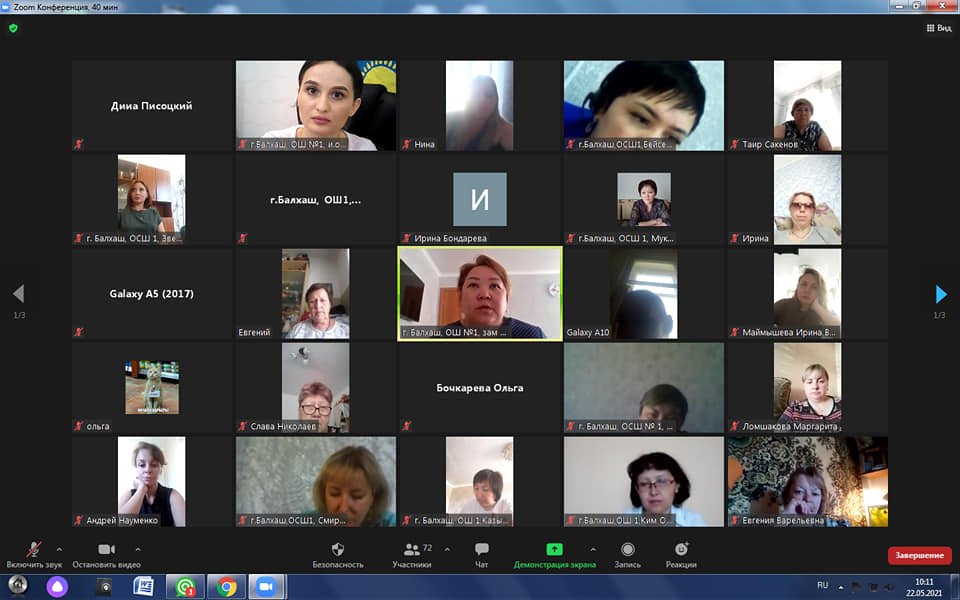 Zoom Конференция, 40 мин
Вид
Дииа Писоцкий
г.Балхаш, ОШ №1, и.о...
Нина
г.Балхаш,ОСШ1,Бейсе...
Таир Сакенов
г. Балхаш, ОСШ 1, Зве...
г.Балхаш, ОШ1,...
И
Ирина Бондарева
г.Балхаш, ОСШ 1, Мук...
Ирина
1/3
Galaxy A5 (2017)
Евгений
г. Балхаш, ОШ №1, зам ...
Galaxy A10
Маймышева Ирина В...
1/3
ольга
Слава Николаев
Бочкарева Ольга
г. Балхаш, ОСШ № 1, ...
Ломшакова Маргарита
Андрей Науменко
г.Балхаш,ОСШ1, Смир...
г. Балхаш, ОШ 1,Казы...
г.Балхаш,ОШ 1,Ким О...
Евгения Варельевна
Включить звук
Остановить видео
Безопасность
72
Участники
Чат
Демонстрация экрана
Запись
Реакции
Завершение
RU
10:11
22.05.2021